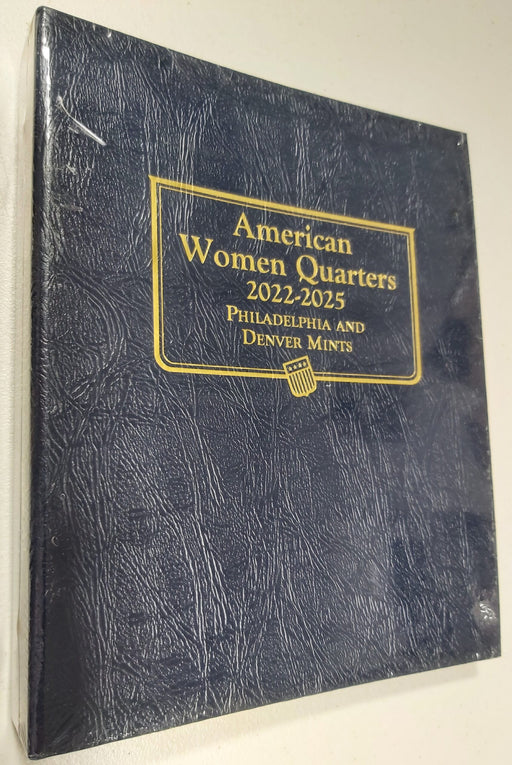 American
Women Quarters
2022-2025
Philadelphia and
Denver Mints